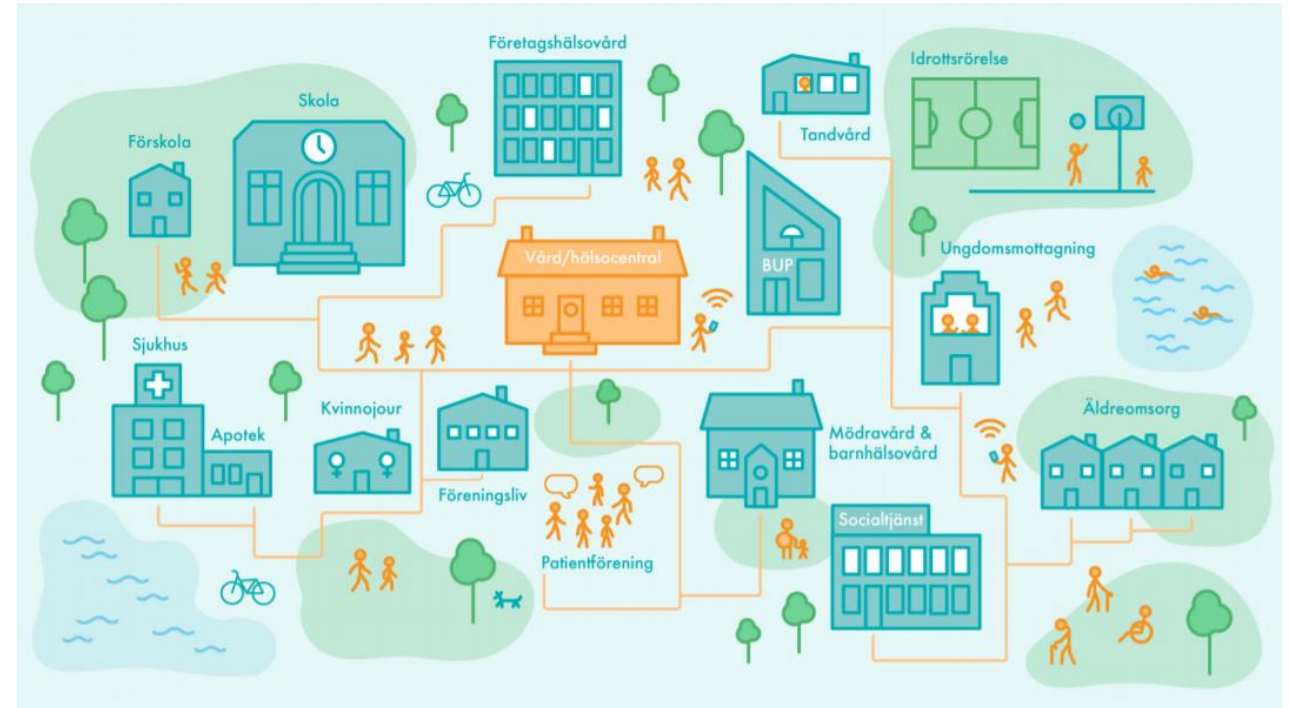 Företagshälsovård
Idrottsrörelse
Skola
Tandvård
Förskola
Ungdomsmottagning
Vård/hälsocentral
BUP
Sjukhus
Kvinnojour
Äldreomsorg
Apotek
Mödravård &
barnhälsovård
Föreningsliv
Socialtjänst
Patientförening